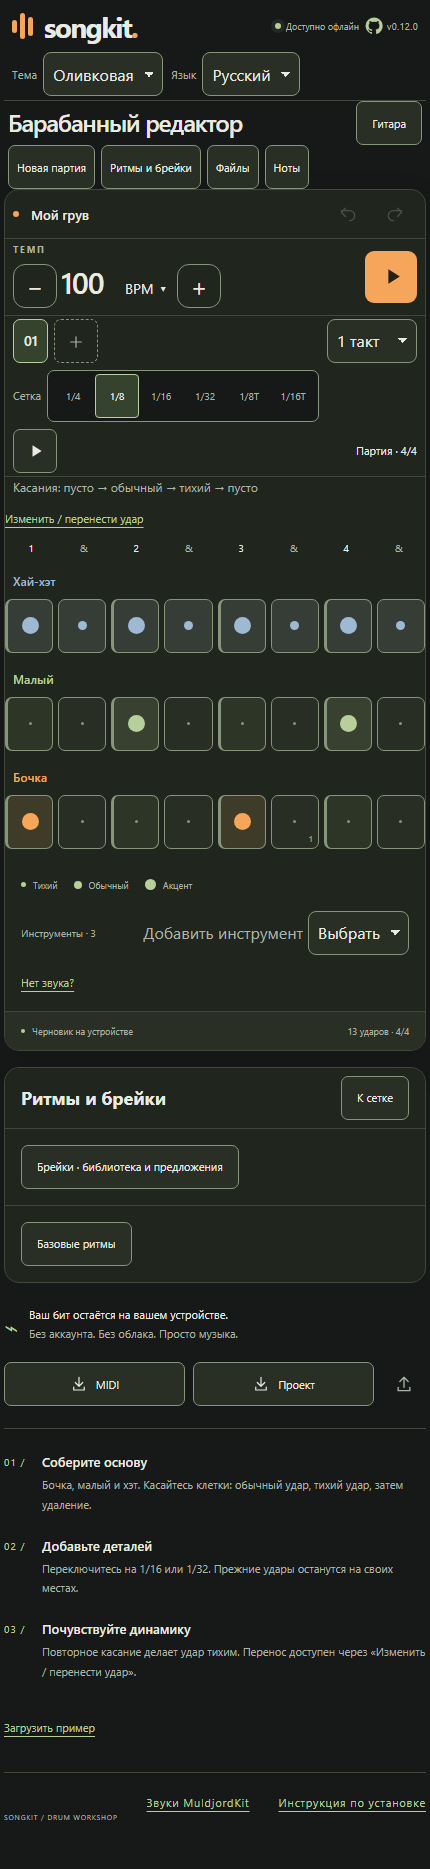 songkit.
Доступно офлайн
v0.12.0
Тема
Оливковая
Язык
Русский
Барабанный редактор
Гитара
Новая партия
Ритмы и брейки
Файлы
Ноты
Мой грув
ТЕМП
− 100 BPM +
01
+
1 такт
Сетка
1/4
1/8
1/16
1/32
1/8T
1/16T
Партия · 4/4
Касания: пусто → обычный → тихий → пусто
Изменить / перенести удар
1 & 2 & 3 & 4 &
Хай-хэт
Малый
Бочка
1
Тихий
Обычный
Акцент
Инструменты · 3
Добавить инструмент
Выбрать
Нет звука?
Черновик на устройстве
13 ударов · 4/4
Ритмы и брейки
К сетке
Брейки · библиотека и предложения
Базовые ритмы
Ваш бит остаётся на вашем устройстве.
Без аккаунта. Без облака. Просто музыка.
MIDI
Проект
01 /
Соберите основу
Бочка, малый и хэт. Касайтесь клетки: обычный удар, тихий удар, затем
удаление.
02 /
Добавьте деталей
Переключитесь на 1/16 или 1/32. Прежние удары останутся на своих
местах.
03 /
Почувствуйте динамику
Повторное касание делает удар тихим. Перенос доступен через «Изменить
/ перенести удар».
Загрузить пример
SONGKIT / DRUM WORKSHOP
Звуки MuldjordKit
Инструкция по установке